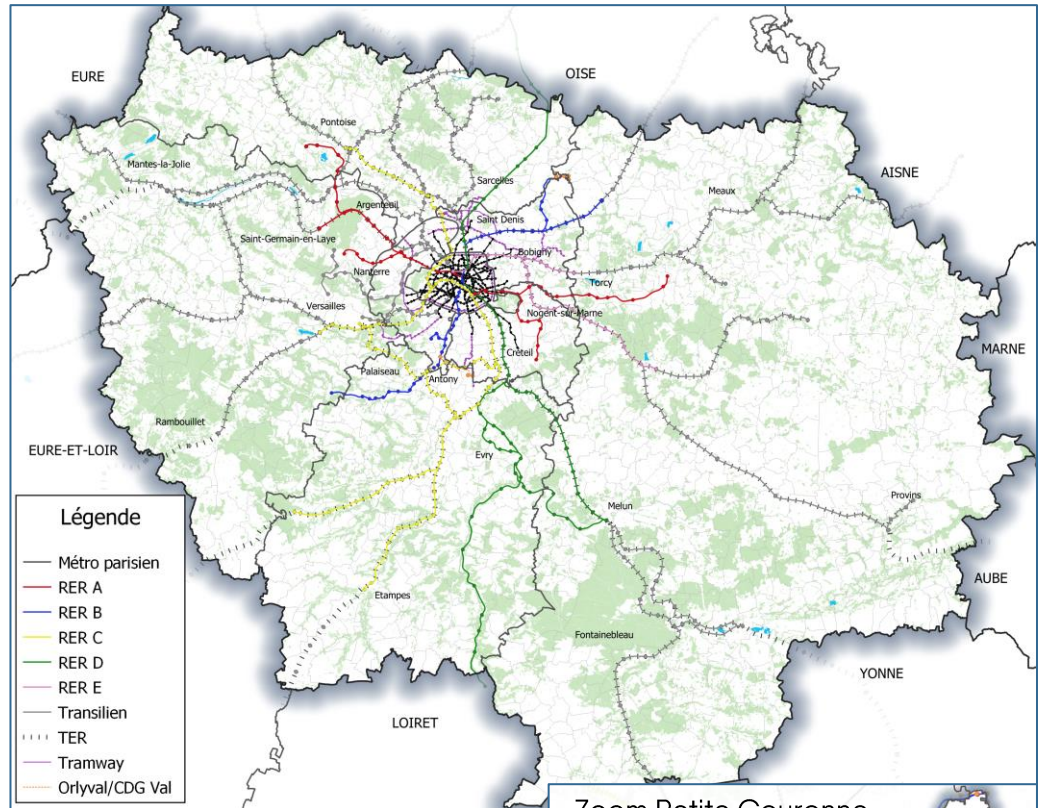 EURE
OISE
Pontoise
Mantes-la-Jolie
AISNE
Sarcelles
Meaux
Argenteuil
Saint Denis
Saint-Germain-en-Laye
Bobigny
Nanterre
Torcy
Versailles
Nogent-sur-Marne
MARNE
Créteil
Palaiseau
Antony
Rambouillet
EURE-ET-LOIR
Evry
Provins
Melun
AUBE
Etampes
Fontainebleau
YONNE
LOIRET
Légende
Métro parisien
RER A
RER B
RER C
RER D
RER E
Transilien
TER
Tramway
Orlyval/CDG Val
Zoom Petite Couronne